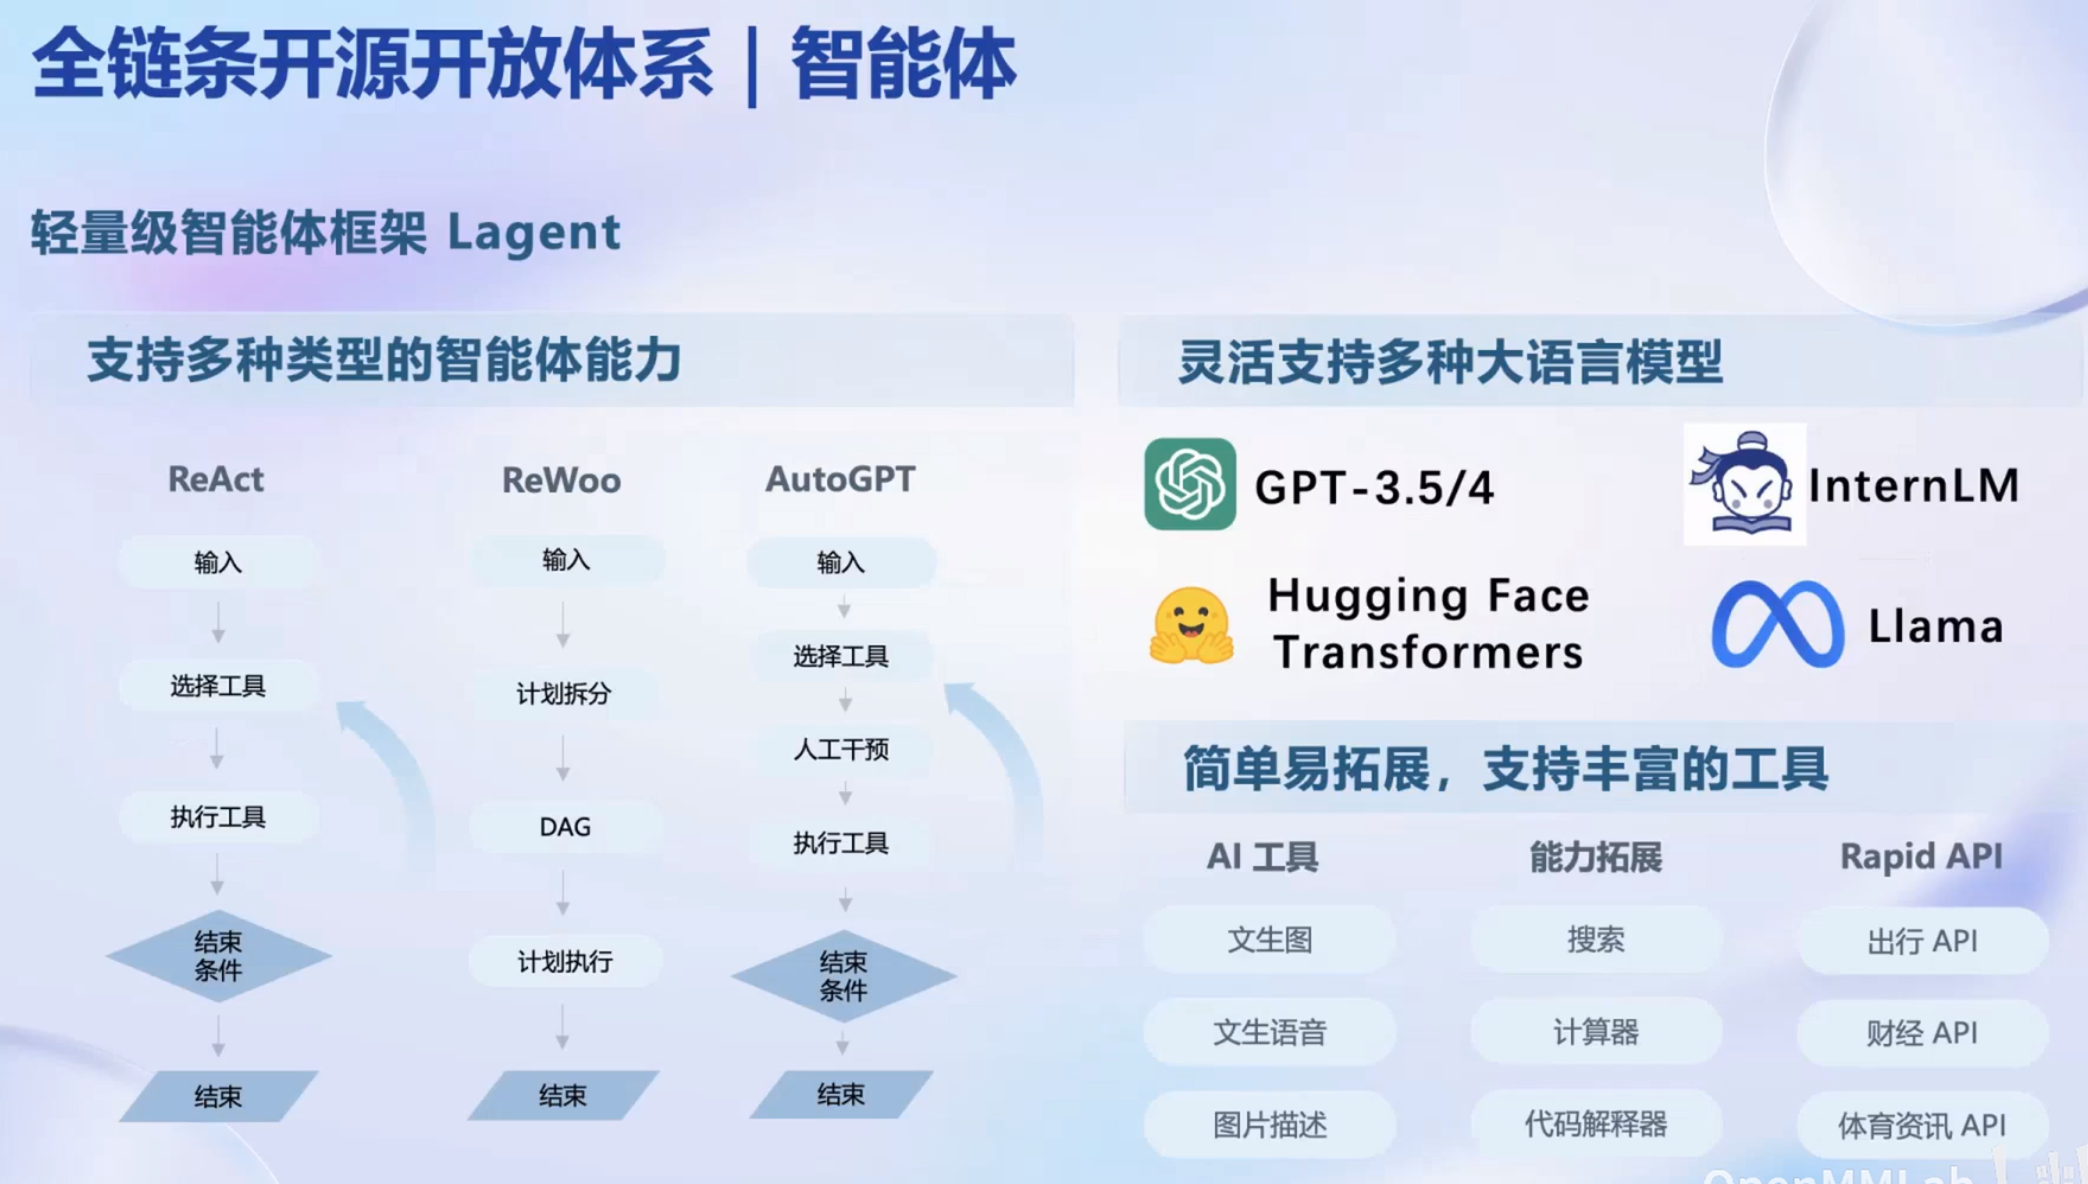 全链条开源开放体系 | 智能体
轻量级智能体框架 Lagent
支持多种类型的智能体能力
ReAct
输入
选择工具
执行工具
结束
条件
结束
ReWoo
输入
计划拆分
DAG
计划执行
结束
AutoGPT
输入
选择工具
人工干预
执行工具
结束
条件
结束
灵活支持多种大语言模型
GPT-3.5/4
InternLM
Hugging Face
Transformers
Llama
简单易拓展，支持丰富的工具
AI 工具
文生图
文生语音
图片描述
能力拓展
搜索
计算器
代码解释器
Rapid API
出行 API
财经 API
体育资讯 API
OpenMMLab